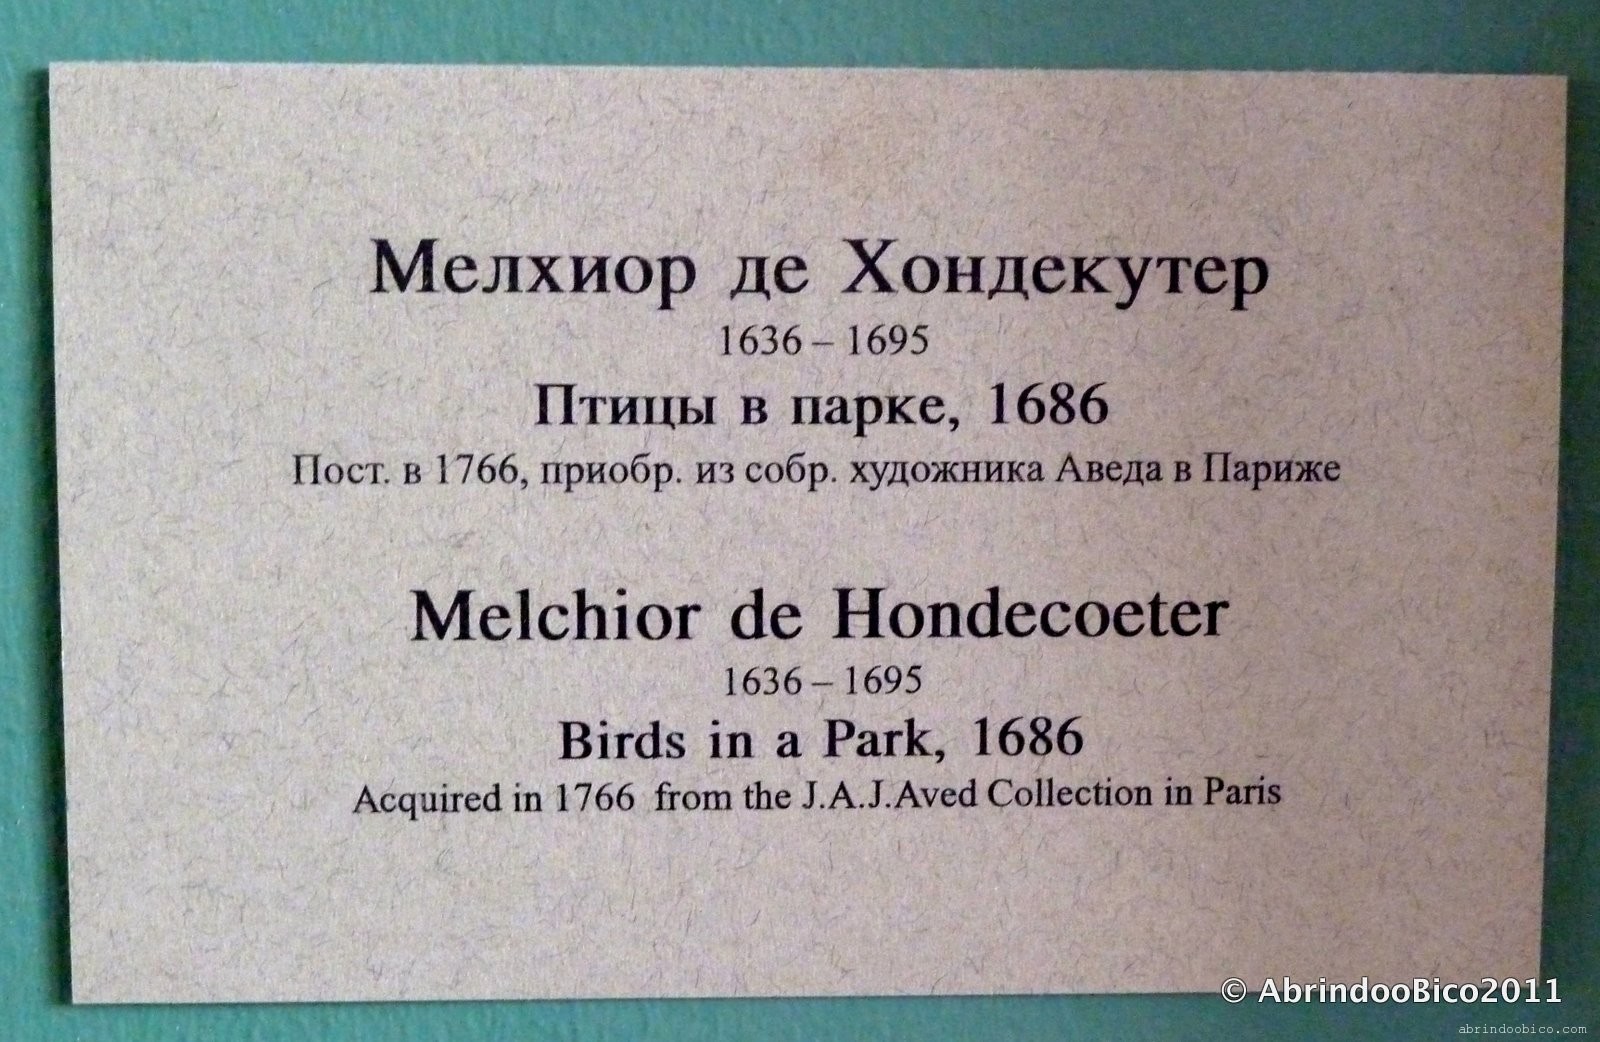 Мелхиор де Хондекутер
1636 – 1695
Птицы в парке, 1686
Пост. в 1766, приобр. из собр. художника Аведа в Париже
Melchior de Hondecoeter
1636 – 1695
Birds in a Park, 1686
Acquired in 1766 from the J.A.J.Aved Collection in Paris
© AbrindooBico2011
abrindoobico.com